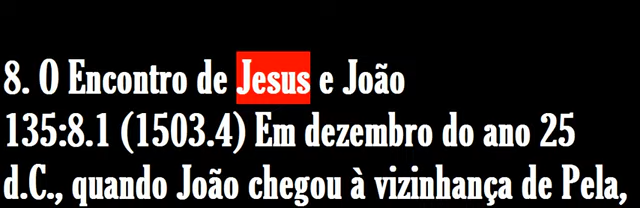 8. O Encontro de Jesus e João
135:8.1 (1503.4) Em dezembro do ano 25
d.C., quando João chegou à vizinhança de Pela,